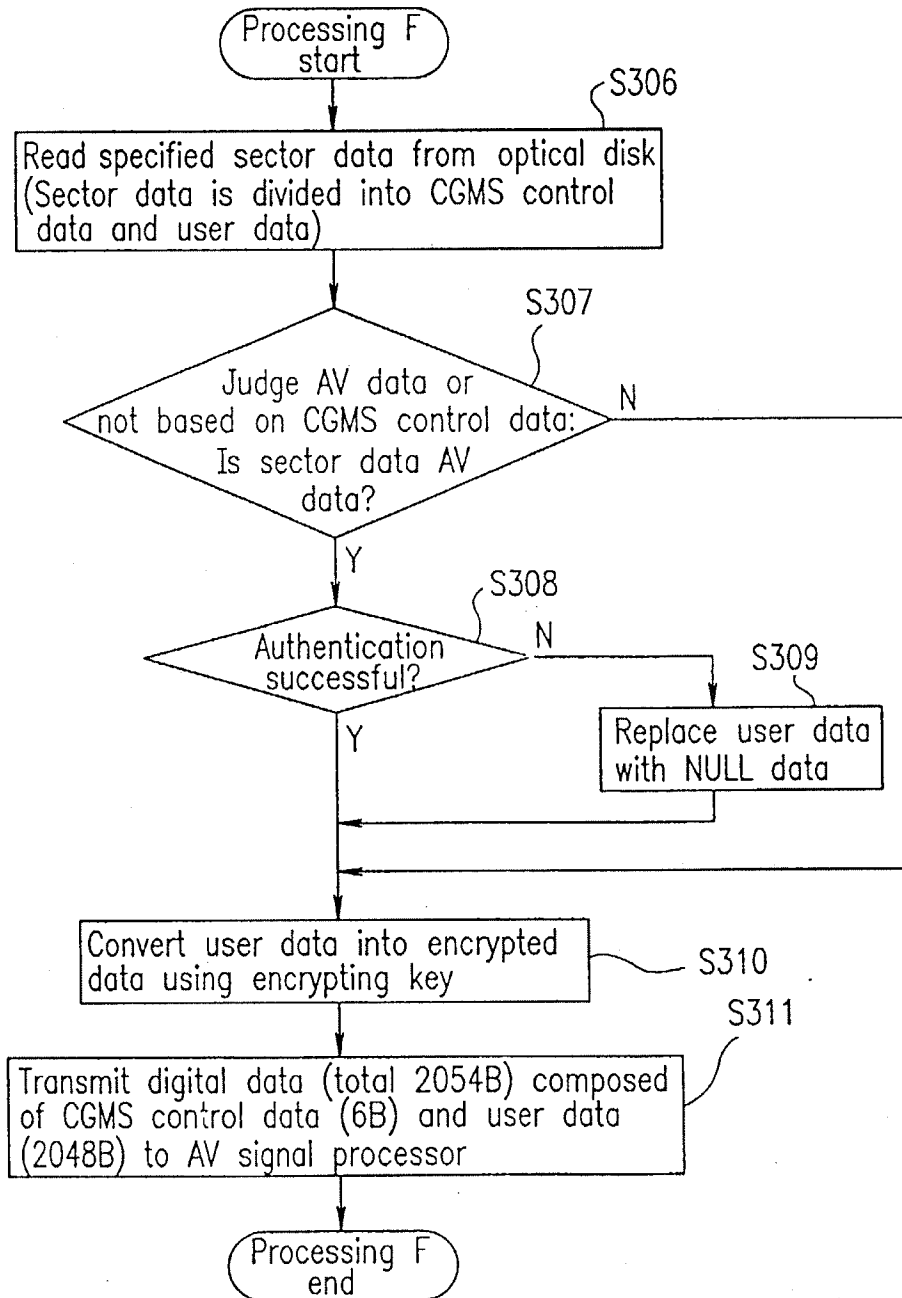 Processing F
start
S306
Read specified sector data from optical disk
(Sector data is divided into CGMS control
data and user data)
S307
Judge AV data or
not based on CGMS control data:
Is sector data AV
data?
N
Y
S308
Authentication
successful?
N
S309
Replace user data
with NULL data
Y
Convert user data into encrypted
data using encrypting key
S310
S311
Transmit digital data (total 2054B) composed
of CGMS control data (6B) and user data
(2048B) to AV signal processor
Processing F
end